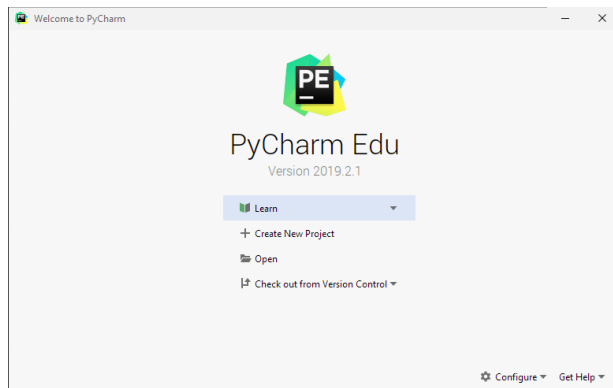 Welcome to PyCharm
PE
PyCharm Edu
Version 2019.2.1
Learn
Create New Project
Open
Check out from Version Control
Configure
Get Help